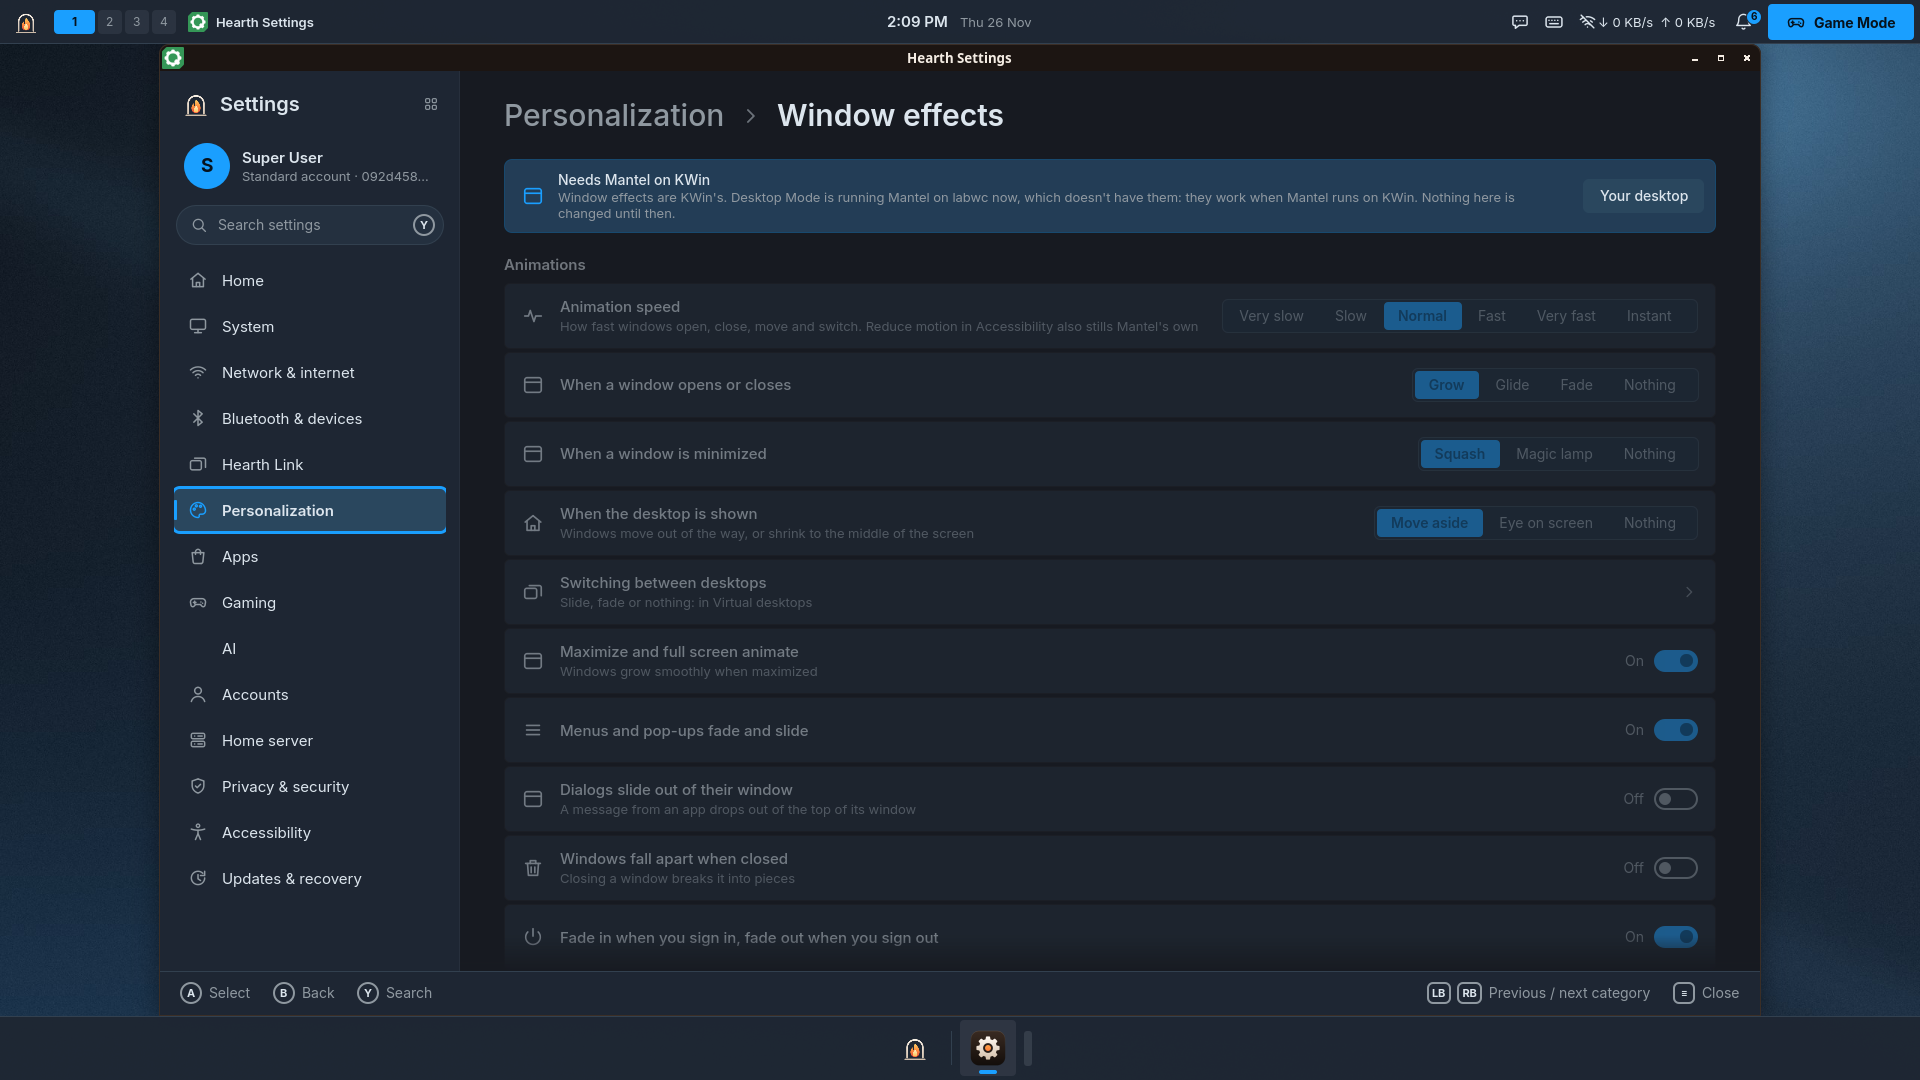 1 2 3 4 Hearth Settings 2:09 PM Thu 26 Nov 0 KB/s 0 KB/s 6 Game Mode
Hearth Settings
Settings
Super User
Standard account · 092d458...
Search settings Y
Home
System
Network & internet
Bluetooth & devices
Hearth Link
Personalization
Apps
Gaming
AI
Accounts
Home server
Privacy & security
Accessibility
Updates & recovery
Personalization > Window effects
Needs Mantel on KWin
Window effects are KWin's. Desktop Mode is running Mantel on labwc now, which doesn't have them: they work when Mantel runs on KWin. Nothing here is
changed until then.
Your desktop
Animations
Animation speed
How fast windows open, close, move and switch. Reduce motion in Accessibility also stills Mantel's own
Very slow Slow Normal Fast Very fast Instant
When a window opens or closes
Grow Glide Fade Nothing
When a window is minimized
Squash Magic lamp Nothing
When the desktop is shown
Windows move out of the way, or shrink to the middle of the screen
Move aside Eye on screen Nothing
Switching between desktops
Slide, fade or nothing: in Virtual desktops
Maximize and full screen animate
Windows grow smoothly when maximized
On
Menus and pop-ups fade and slide
On
Dialogs slide out of their window
A message from an app drops out of the top of its window
Off
Windows fall apart when closed
Closing a window breaks it into pieces
Off
Fade in when you sign in, fade out when you sign out
On
A Select B Back Y Search LB RB Previous / next category Close